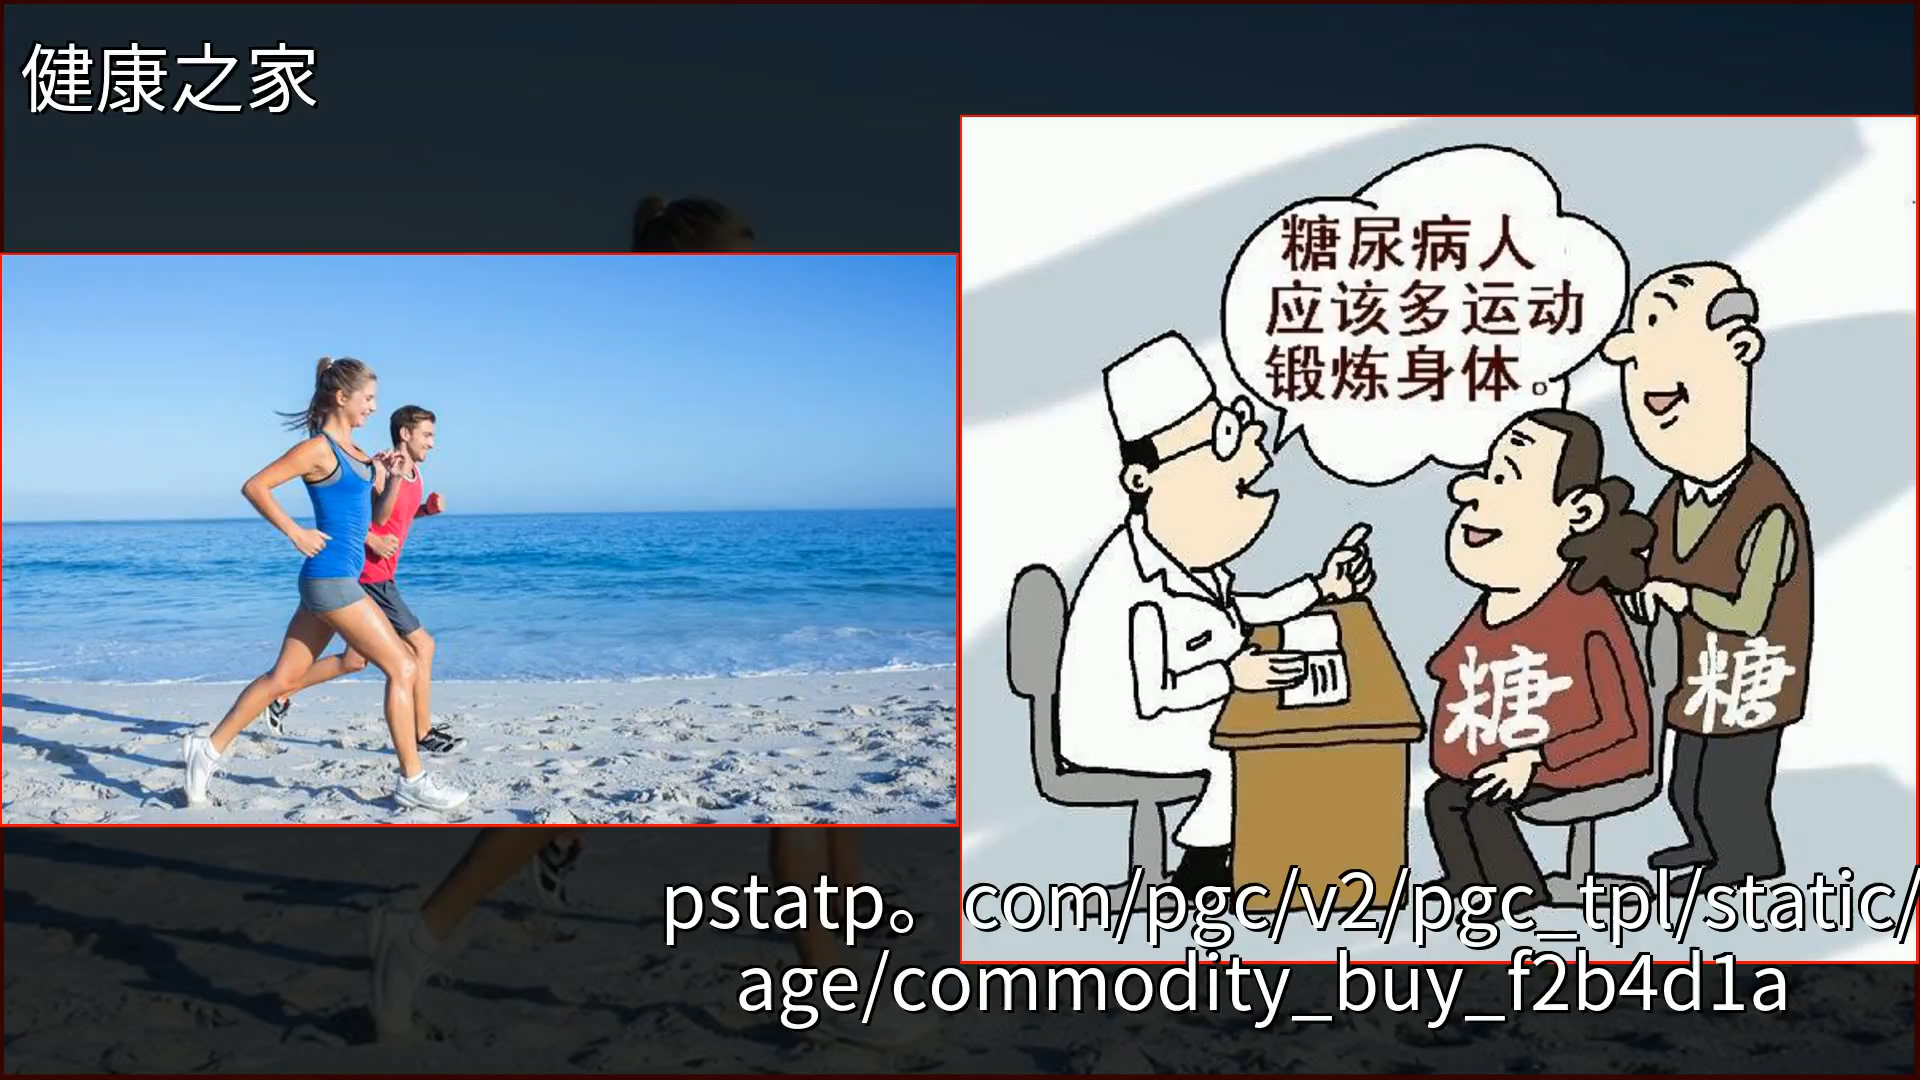 健康之家
糖尿病人
应该多运动
锻炼身体。
糖
糖
pstatp。com/pgc/v2/pgc_tpl/static/
age/commodity_buy_f2b4d1a